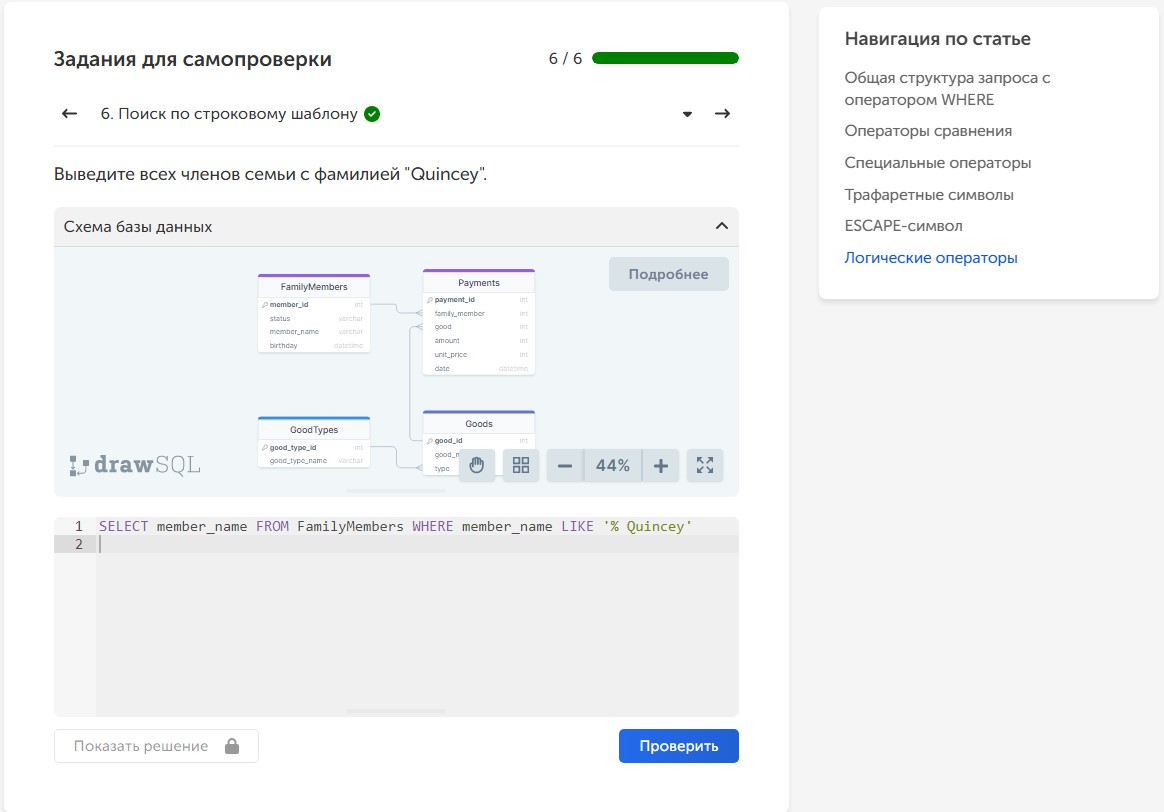 Задания для самопроверки
6 / 6
6. Поиск по строковому шаблону
Выведите всех членов семьи с фамилией "Quincey".
Схема базы данных
Подробнее
FamilyMembers
member_id int
status varchar
member_name varchar
birthday datetime
Payments
payment_id int
family_member int
good int
amount int
unit_price int
date datetime
GoodTypes
good_type_id int
good_type_name varchar
Goods
good_id int
type
drawSQL
44%
1 SELECT member_name FROM FamilyMembers WHERE member_name LIKE '% Quincey'
2
Показать решение
Проверить
Навигация по статье
Общая структура запроса с
оператором WHERE
Операторы сравнения
Специальные операторы
Трафаретные символы
ESCAPE-символ
Логические операторы